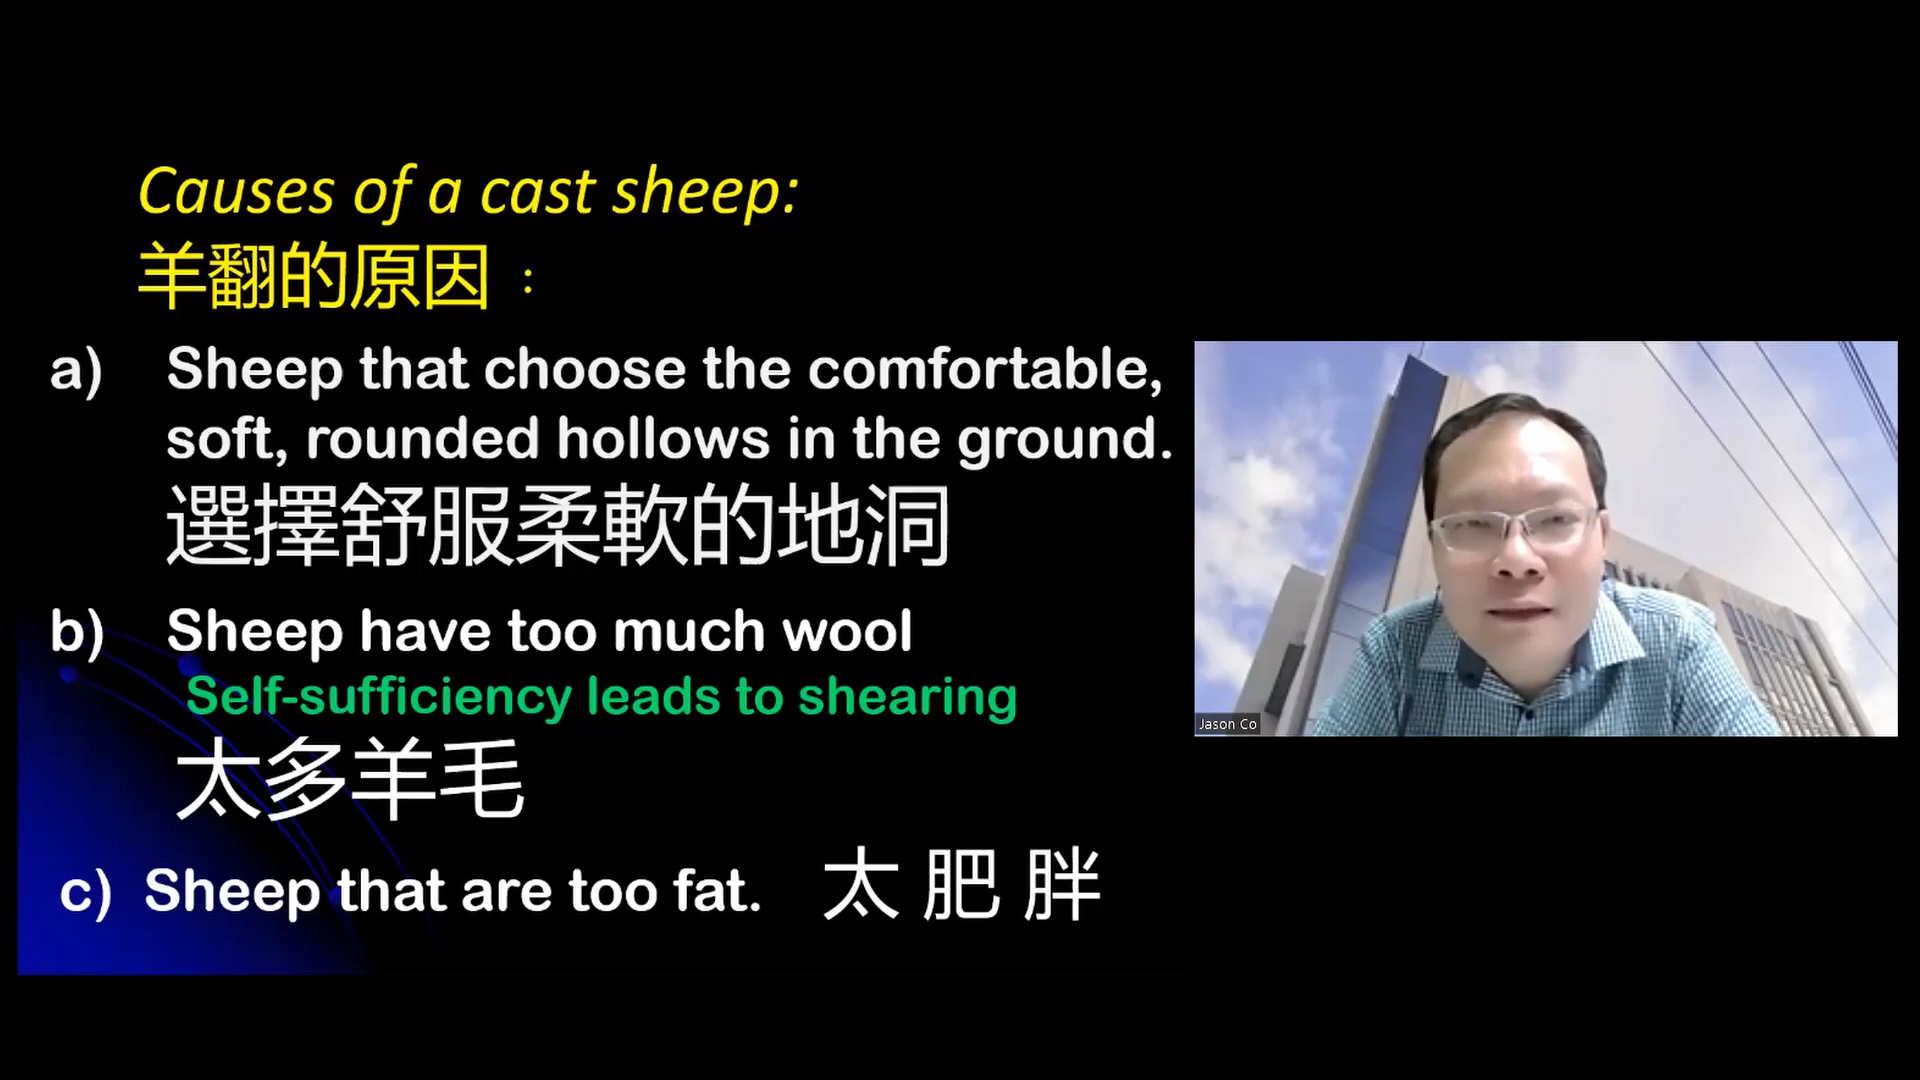 Causes of a cast sheep:
羊翻的原因：
a) Sheep that choose the comfortable,
soft, rounded hollows in the ground.
選擇舒服柔軟的地洞
b) Sheep have too much wool
Self-sufficiency leads to shearing
太多羊毛
c) Sheep that are too fat. 太肥胖
Jason Co